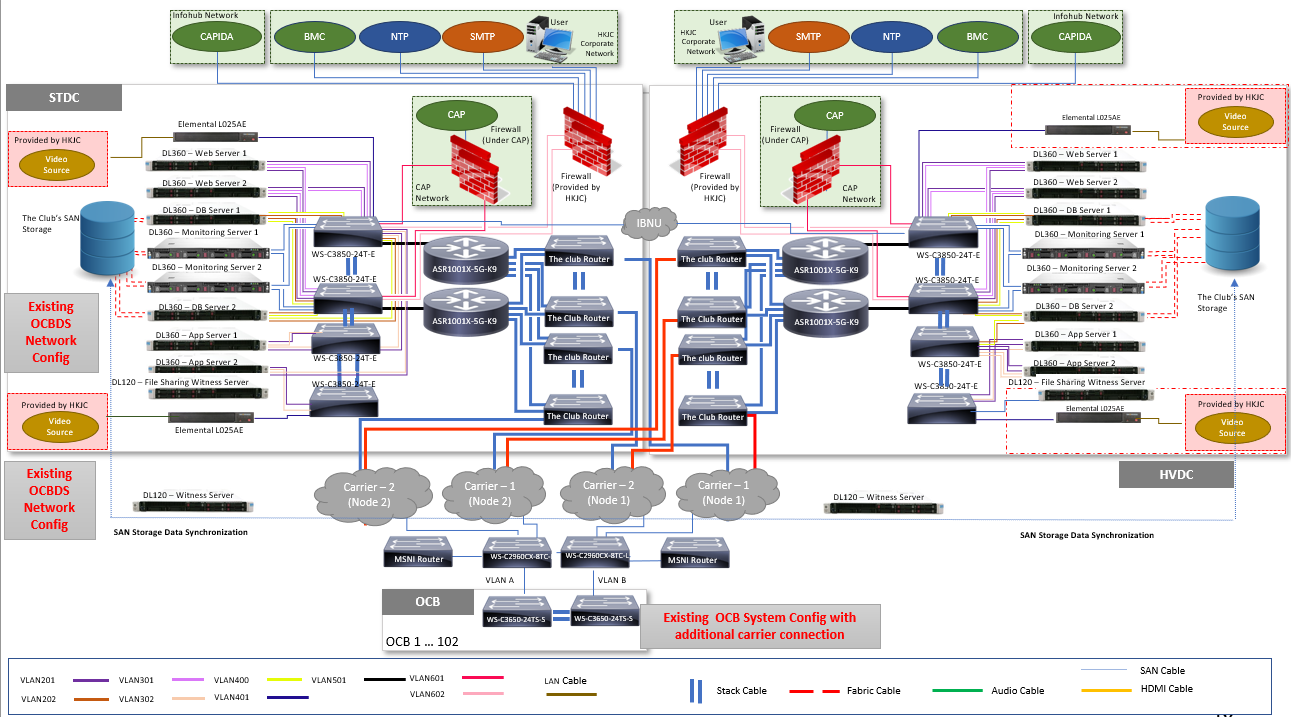 Infohub Network
CAPIDA
BMC
NTP
SMTP
User
HKJC
Corporate
Network
User
HKJC
Corporate
Network
SMTP
NTP
BMC
Infohub Network
CAPIDA
STDC
Provided by HKJC
Video
Source
Elemental L025AE
DL360 – Web Server 1
DL360 – Web Server 2
DL360 – DB Server 1
DL360 – Monitoring Server 1
DL360 – Monitoring Server 2
DL360 – DB Server 2
DL360 – App Server 1
DL360 – App Server 2
DL120 – File Sharing Witness Server
Elemental L025AE
The Club's SAN
Storage
Existing
OCBDS
Network
Config
Provided by HKJC
Video
Source
CAP
Firewall
(Under CAP)
CAP
Network
Firewall
(Provided by
HKJC)
WS-C3850-24T-E
WS-C3850-24T-E
WS-C3850-24T-E
WS-C3850-24T-E
ASR1001X-5G-K9
ASR1001X-5G-K9
The club Router
The Club Router
The club Router
The Club Router
IBNU
The club Router
The Club Router
The club Router
The Club Router
Firewall
(Provided by
HKJC)
CAP
Firewall
(Under CAP)
CAP
Network
ASR1001X-5G-K9
ASR1001X-5G-K9
WS-C3850-24T-E
WS-C3850-24T-E
WS-C3850-24T-E
WS-C3850-24T-E
Provided by HKJC
Video
Source
Elemental L025AE
DL360 – Web Server 1
DL360 – Web Server 2
DL360 – DB Server 1
DL360 – Monitoring Server 1
DL360 – Monitoring Server 2
DL360 – DB Server 2
DL360 – App Server 1
DL360 – App Server 2
DL120 – File Sharing Witness Server
Elemental L025AE
The Club's SAN
Storage
Provided by HKJC
Video
Source
HVDC
Existing
OCBDS
Network
Config
DL120 – Witness Server
SAN Storage Data Synchronization
Carrier – 2
(Node 2)
Carrier – 1
(Node 2)
Carrier – 2
(Node 1)
Carrier – 1
(Node 1)
DL120 – Witness Server
SAN Storage Data Synchronization
MSNI Router
WS-C2960CX-8TC-L
WS-C2960CX-8TC-L
MSNI Router
VLAN A
VLAN B
OCB
WS-C3650-24TS-S
WS-C3650-24TS-S
OCB 1 ... 102
Existing OCB System Config with
additional carrier connection
VLAN201
VLAN301
VLAN400
VLAN501
VLAN601
LAN Cable
VLAN202
VLAN302
VLAN401
VLAN602
Stack Cable
Fabric Cable
Audio Cable
SAN Cable
HDMI Cable